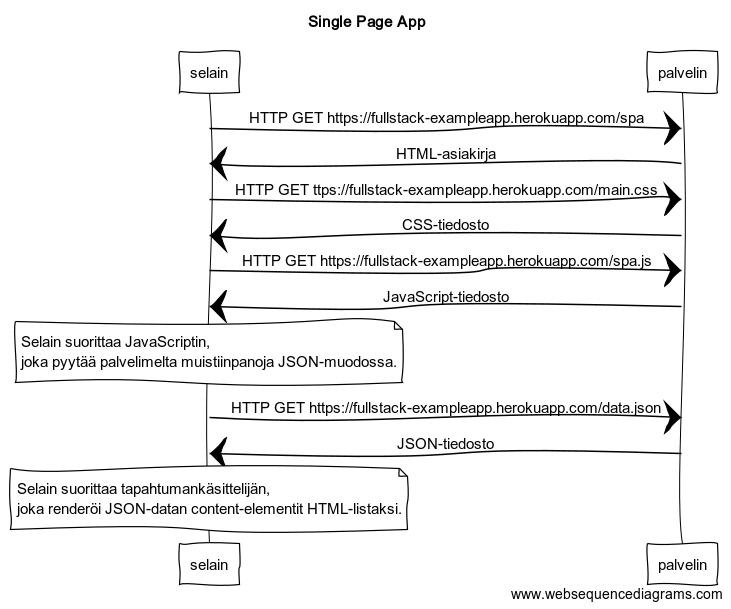 Single Page App
selain
palvelin
HTTP GET https://fullstack-exampleapp.herokuapp.com/spa
HTML-asiakirja
HTTP GET ttps://fullstack-exampleapp.herokuapp.com/main.css
CSS-tiedosto
HTTP GET https://fullstack-exampleapp.herokuapp.com/spa.js
JavaScript-tiedosto
Selain suorittaa JavaScriptin,
joka pyytää palvelimelta muistiinpanoja JSON-muodossa.
HTTP GET https://fullstack-exampleapp.herokuapp.com/data.json
JSON-tiedosto
Selain suorittaa tapahtumankäsittelijän,
joka renderöi JSON-datan content-elementit HTML-listaksi.
selain
palvelin
www.websequencediagrams.com